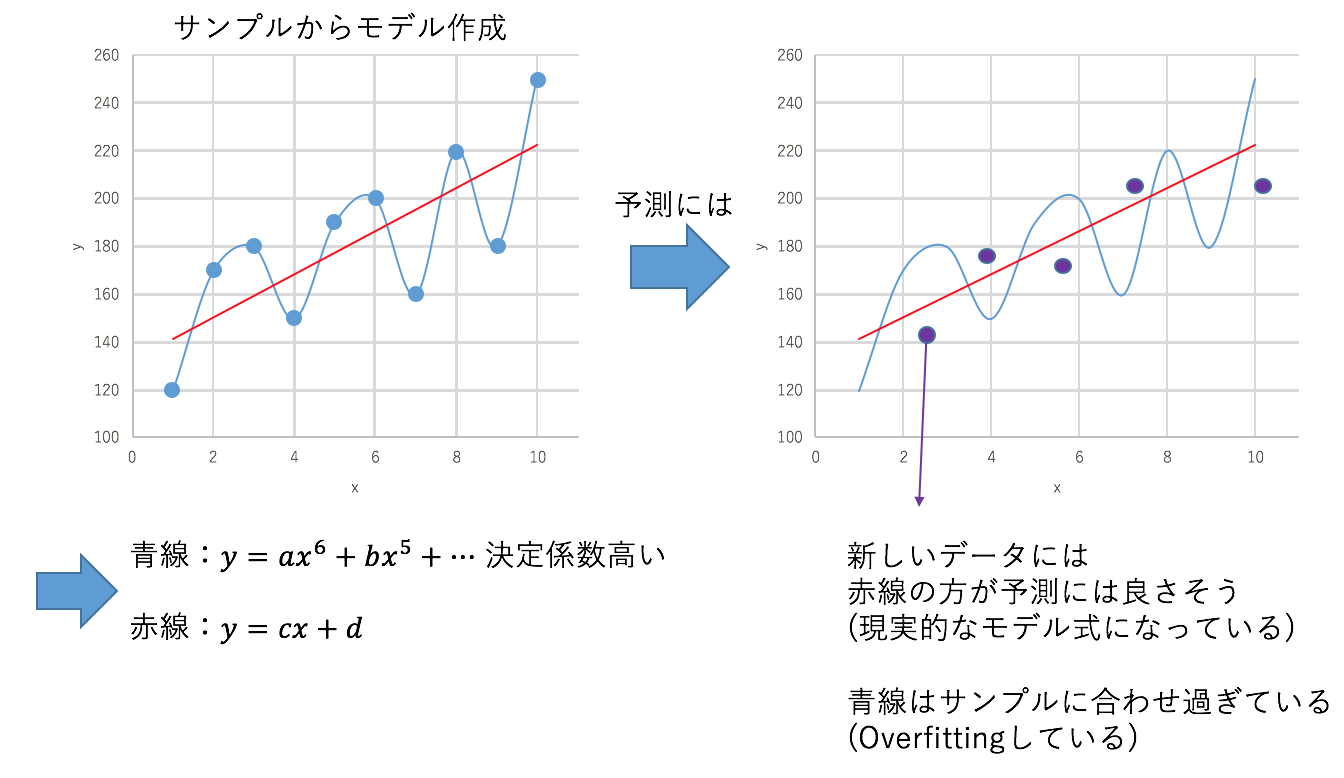 サンプルからモデル作成
260
240
220
200
180
160
140
120
100
y
0 2 4 6 8 10
x
予測には
260
240
220
200
180
160
140
120
100
y
0 2 4 6 8 10
x
青線：y = ax⁶ + bx⁵ + ⋯ 決定係数高い
赤線：y = cx + d
新しいデータには
赤線の方が予測には良さそう
(現実的なモデル式になっている)
青線はサンプルに合わせ過ぎている
(Overfittingしている)